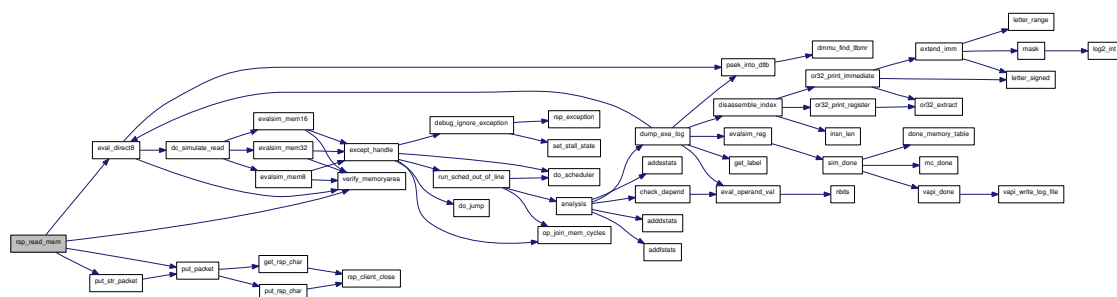 rsp_read_mem
eval_direct8
put_str_packet
dc_simulate_read
put_packet
evalsim_mem16
evalsim_mem32
evalsim_mem8
get_rsp_char
put_rsp_char
except_handle
verify_memoryarea
rsp_client_close
debug_ignore_exception
run_sched_out_of_line
do_jump
rsp_exception
set_stall_state
do_scheduler
analysis
op_join_mem_cycles
dump_exe_log
addsstats
check_depend
adddstats
addfstats
peek_into_dtlb
disassemble_index
evalsim_reg
get_label
eval_operand_val
dmmu_find_tlbmr
or32_print_immediate
or32_print_register
insn_len
sim_done
nbits
extend_imm
or32_extract
done_memory_table
mc_done
vapi_done
letter_range
mask
letter_signed
vapi_write_log_file
log2_int